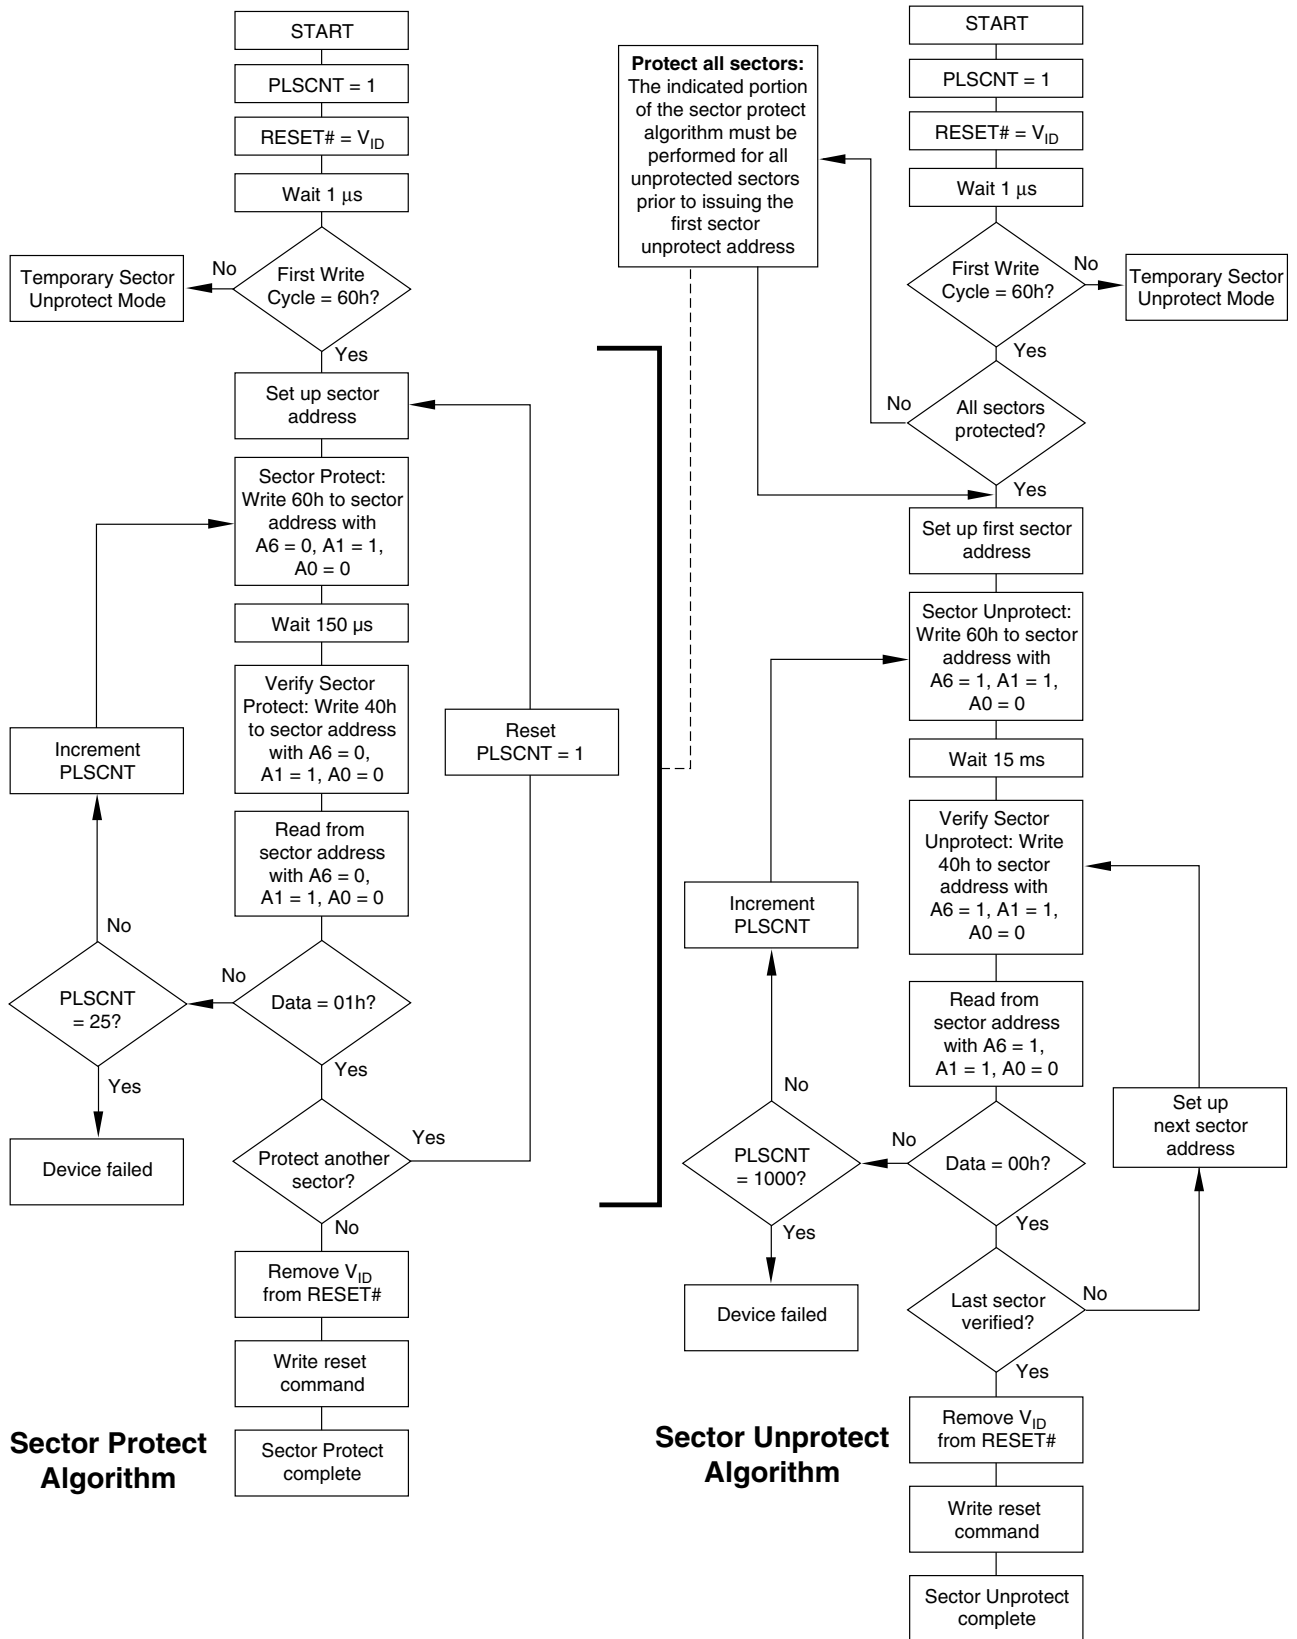 START
PLSCNT = 1
RESET# = VID
Wait 1 μs
First Write
Cycle = 60h?
No
Temporary Sector
Unprotect Mode
Yes
Set up sector
address
Sector Protect:
Write 60h to sector
address with
A6 = 0, A1 = 1,
A0 = 0
Wait 150 µs
Verify Sector
Protect: Write 40h
to sector address
with A6 = 0,
A1 = 1, A0 = 0
Read from
sector address
with A6 = 0,
A1 = 1, A0 = 0
Data = 01h?
No
PLSCNT
= 25?
No
Increment
PLSCNT
Yes
Device failed
Yes
Protect another
sector?
Yes
Reset
PLSCNT = 1
No
Remove VID
from RESET#
Write reset
command
Sector Protect
complete
Sector Protect
Algorithm
Protect all sectors:
The indicated portion
of the sector protect
algorithm must be
performed for all
unprotected sectors
prior to issuing the
first sector
unprotect address
START
PLSCNT = 1
RESET# = VID
Wait 1 μs
First Write
Cycle = 60h?
No
Temporary Sector
Unprotect Mode
Yes
All sectors
protected?
No
Yes
Set up first sector
address
Sector Unprotect:
Write 60h to sector
address with
A6 = 1, A1 = 1,
A0 = 0
Wait 15 ms
Verify Sector
Unprotect: Write
40h to sector
address with
A6 = 1, A1 = 1,
A0 = 0
Read from
sector address
with A6 = 1,
A1 = 1, A0 = 0
Data = 00h?
No
PLSCNT
= 1000?
No
Increment
PLSCNT
Yes
Device failed
Yes
Last sector
verified?
No
Set up
next sector
address
Yes
Remove VID
from RESET#
Write reset
command
Sector Unprotect
complete
Sector Unprotect
Algorithm